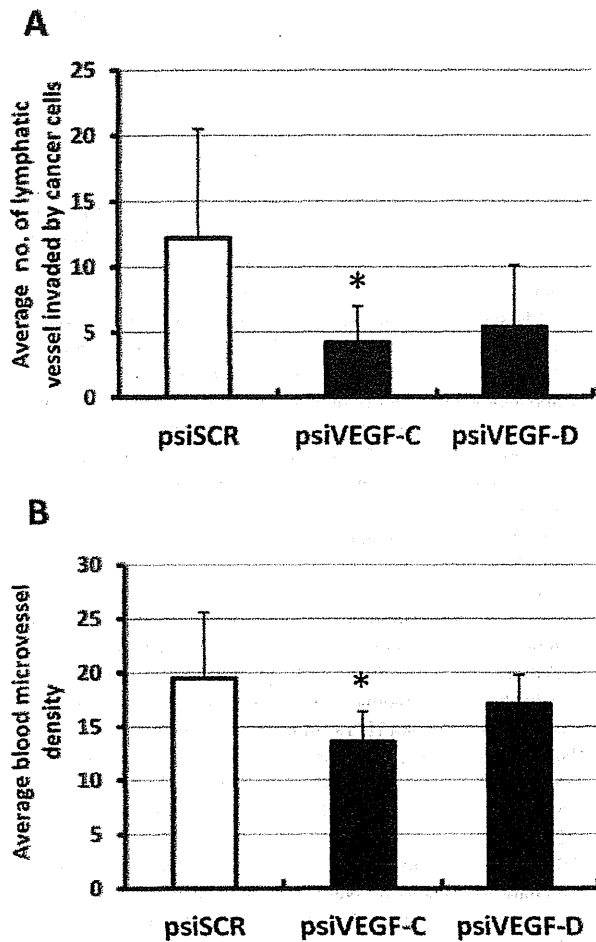 A
Average no. of lymphatic
vessel invaded by cancer cells
25
20
15
10
5
0
*
psiSCR
psiVEGF-C
psiVEGF-D
B
Average blood microvessel
density
30
25
20
15
10
5
0
*
psiSCR
psiVEGF-C
psiVEGF-D